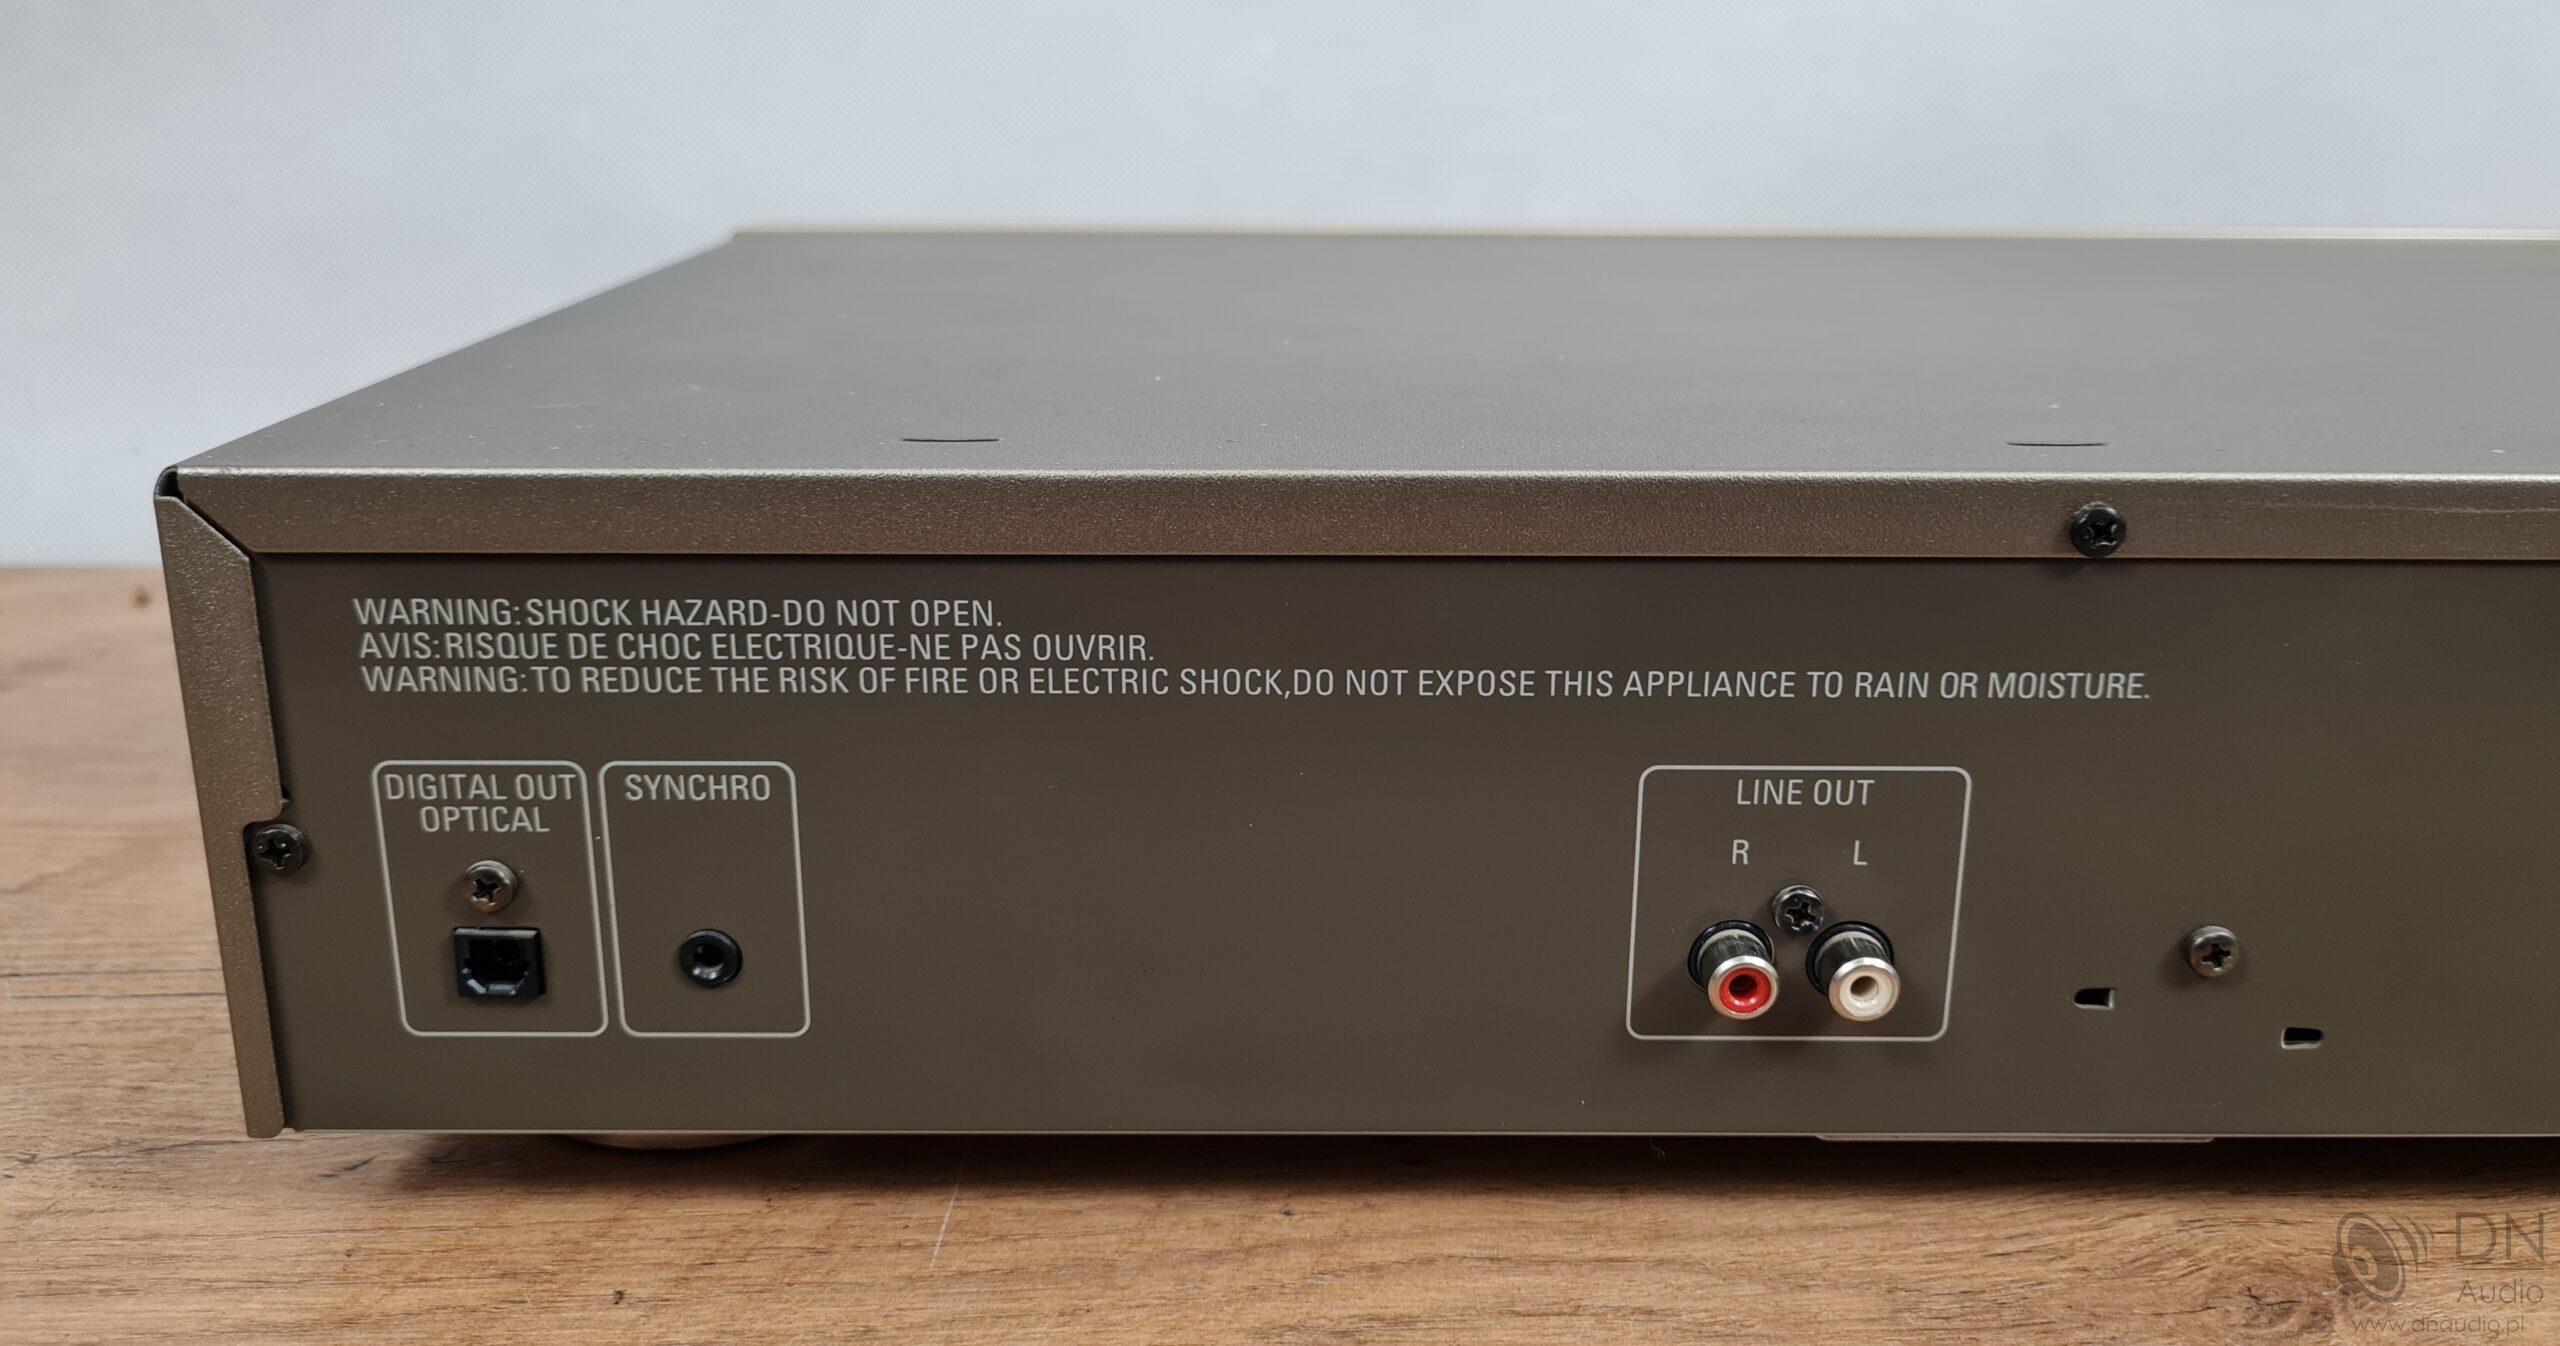 WARNING:SHOCK HAZARD-DO NOT OPEN.
AVIS:RISQUE DE CHOC ELECTRIQUE-NE PAS OUVRIR.
WARNING:TO REDUCE THE RISK OF FIRE OR ELECTRIC SHOCK,DO NOT EXPOSE THIS APPLIANCE TO RAIN OR MOISTURE.
DIGITAL OUT
OPTICAL
SYNCHRO
LINE OUT
R L
DN
Audio
www.dnaudio.pl